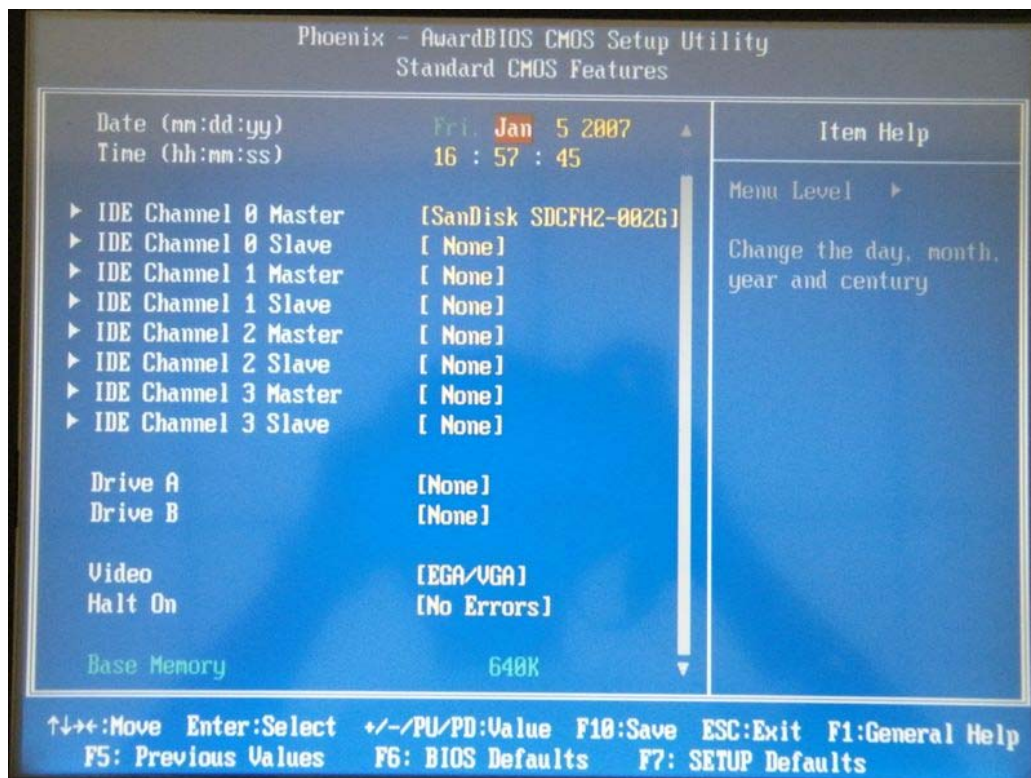 Phoenix - AwardBIOS CMOS Setup Utility
Standard CMOS Features
Date (mm:dd:yy) Fri, Jan 5 2007
Time (hh:mm:ss) 16 : 57 : 45
IDE Channel 0 Master [SanDisk SDCFH2-002G]
IDE Channel 0 Slave [ None]
IDE Channel 1 Master [ None]
IDE Channel 1 Slave [ None]
IDE Channel 2 Master [ None]
IDE Channel 2 Slave [ None]
IDE Channel 3 Master [ None]
IDE Channel 3 Slave [ None]
Drive A [None]
Drive B [None]
Video [EGA/VGA]
Halt On [No Errors]
Base Memory 640K
Item Help
Menu Level ▶
Change the day, month,
year and century
↑↓→←:Move Enter:Select +/-/PU/PD:Value F10:Save ESC:Exit F1:General Help
F5: Previous Values F6: BIOS Defaults F7: SETUP Defaults